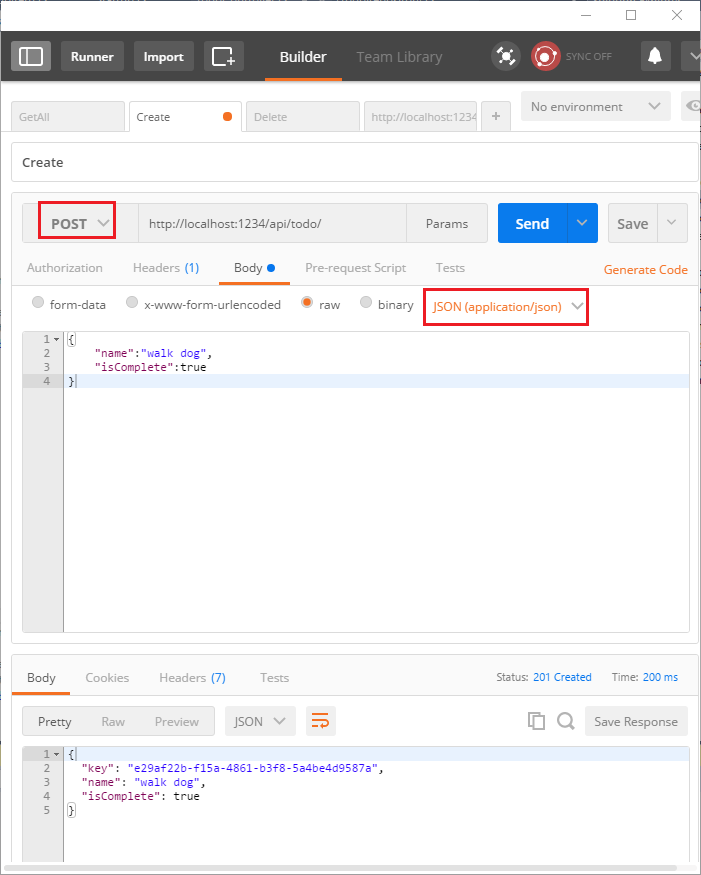 Runner Import Builder Team Library SYNC OFF
GetAll Create Delete http://localhost:1234 + No environment
Create
POST http://localhost:1234/api/todo/ Params Send Save
Authorization Headers (1) Body Pre-request Script Tests Generate Code
form-data x-www-form-urlencoded raw binary JSON (application/json)
1 {
2 "name":"walk dog",
3 "isComplete":true
4 }
Body Cookies Headers (7) Tests Status: 201 Created Time: 200 ms
Pretty Raw Preview JSON Save Response
1 {
2 "key": "e29af22b-f15a-4861-b3f8-5a4be4d9587a",
3 "name": "walk dog",
4 "isComplete": true
5 }